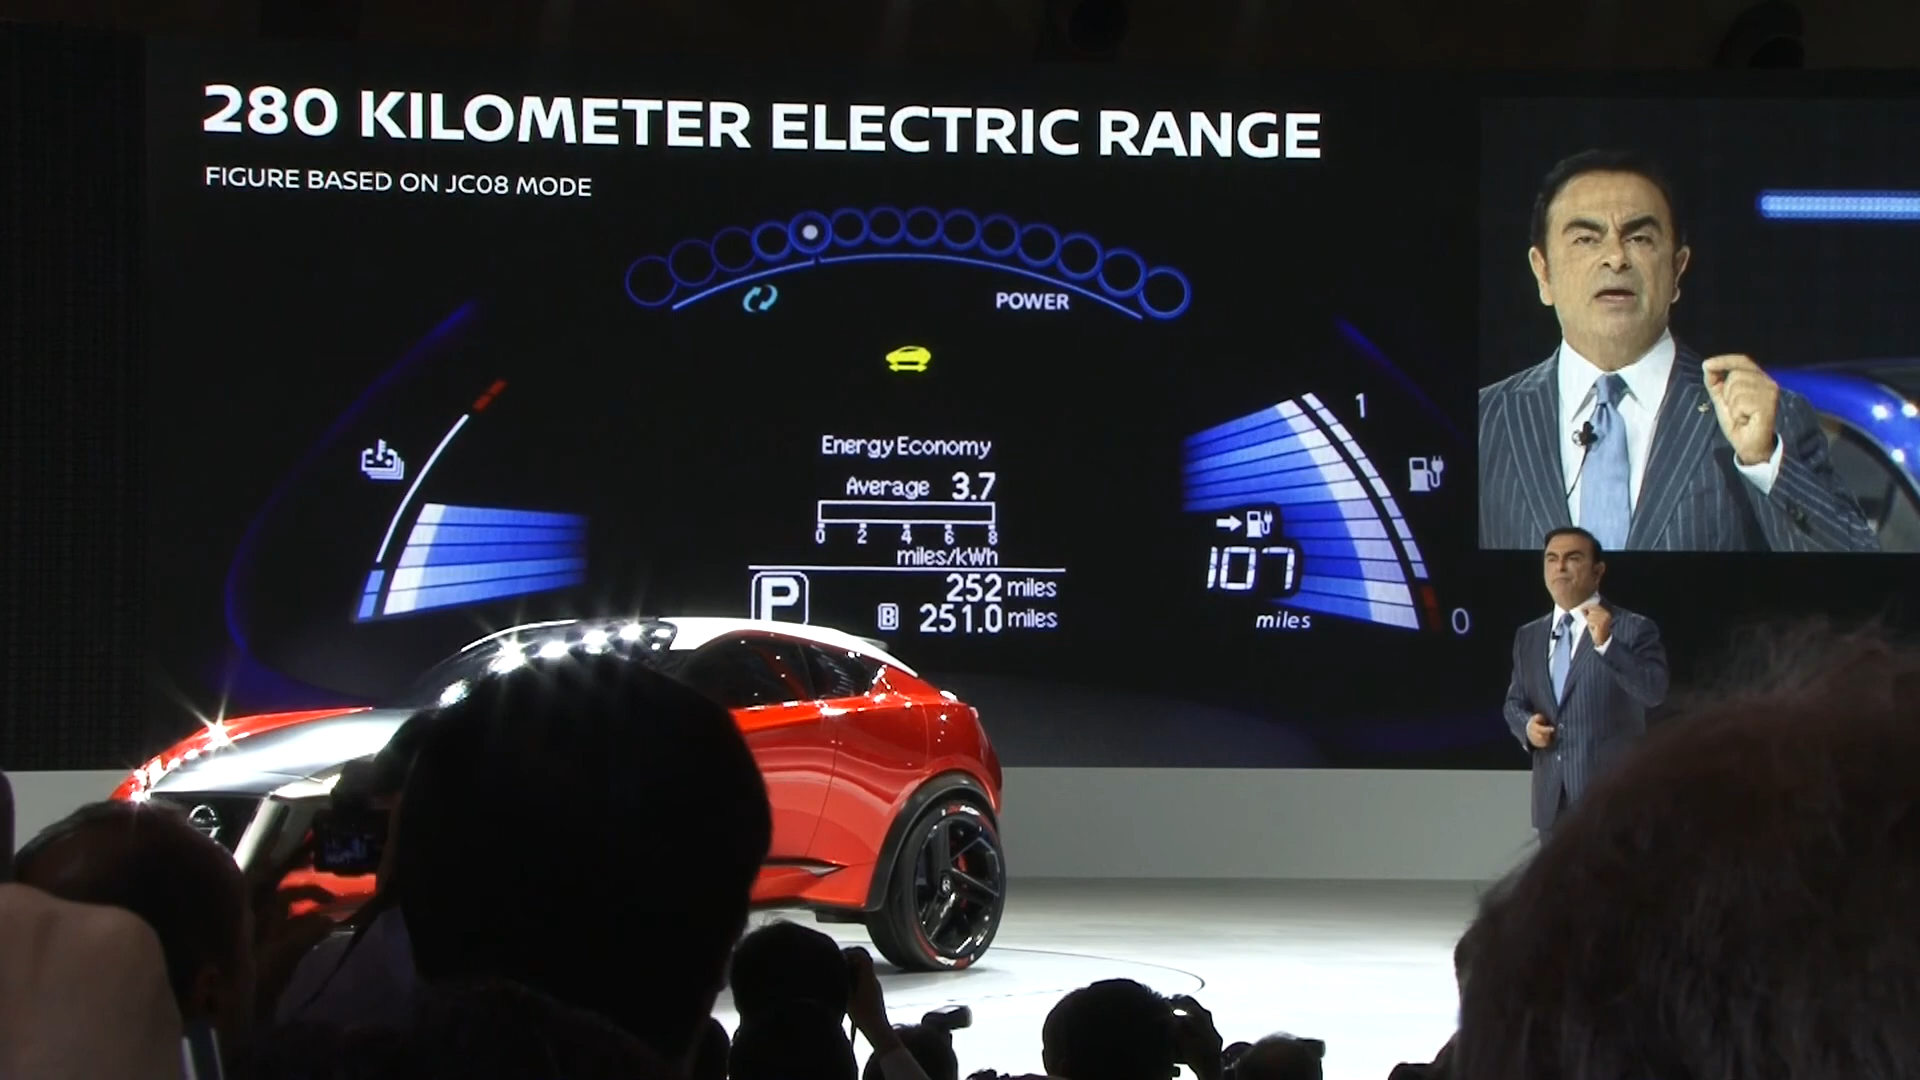 280 KILOMETER ELECTRIC RANGE
FIGURE BASED ON JC08 MODE
POWER
1
Energy Economy
Average 3.7
0 2 4 6 8
miles/kWh
107
miles
0
P
252 miles
B 251.0 miles